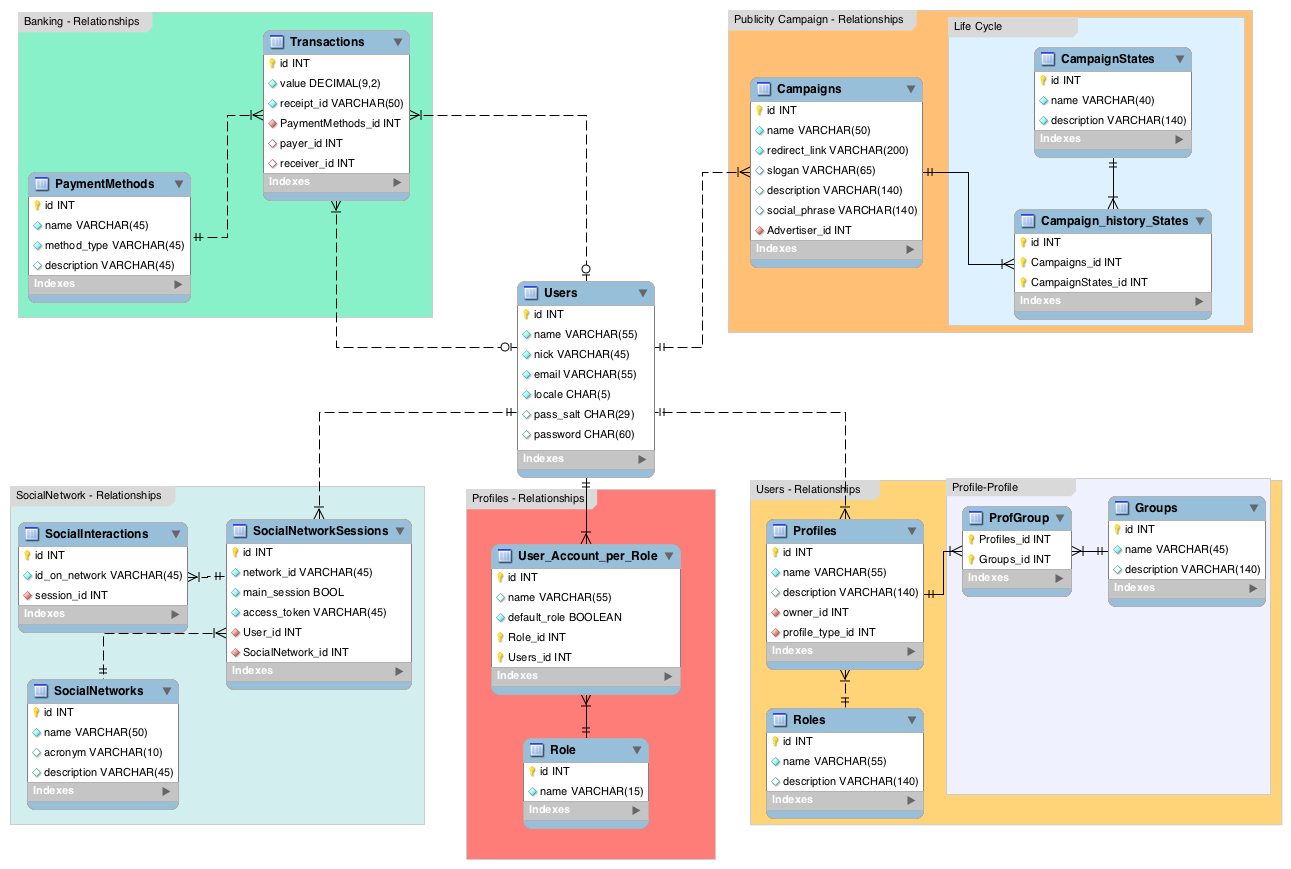 Banking - Relationships
Transactions
id INT
value DECIMAL(9,2)
receipt_id VARCHAR(50)
PaymentMethods_id INT
payer_id INT
receiver_id INT
Indexes
PaymentMethods
id INT
name VARCHAR(45)
method_type VARCHAR(45)
description VARCHAR(45)
Indexes
Publicity Campaign - Relationships
Campaigns
id INT
name VARCHAR(50)
redirect_link VARCHAR(200)
slogan VARCHAR(65)
description VARCHAR(140)
social_phrase VARCHAR(140)
Advertiser_id INT
Indexes
Life Cycle
CampaignStates
id INT
name VARCHAR(40)
description VARCHAR(140)
Indexes
Campaign_history_States
id INT
Campaigns_id INT
CampaignStates_id INT
Indexes
Users
id INT
name VARCHAR(55)
nick VARCHAR(45)
email VARCHAR(55)
locale CHAR(5)
pass_salt CHAR(29)
password CHAR(60)
Indexes
SocialNetwork - Relationships
SocialInteractions
id INT
id_on_network VARCHAR(45)
session_id INT
Indexes
SocialNetworkSessions
id INT
network_id VARCHAR(45)
main_session BOOL
access_token VARCHAR(45)
User_id INT
SocialNetwork_id INT
Indexes
SocialNetworks
id INT
name VARCHAR(50)
acronym VARCHAR(10)
description VARCHAR(45)
Indexes
Profiles - Relationships
User_Account_per_Role
id INT
name VARCHAR(55)
default_role BOOLEAN
Role_id INT
Users_id INT
Indexes
Role
id INT
name VARCHAR(15)
Indexes
Users - Relationships
Profiles
id INT
name VARCHAR(55)
description VARCHAR(140)
owner_id INT
profile_type_id INT
Indexes
Roles
id INT
name VARCHAR(55)
description VARCHAR(140)
Indexes
Profile-Profile
ProfGroup
Profiles_id INT
Groups_id INT
Indexes
Groups
id INT
name VARCHAR(45)
description VARCHAR(140)
Indexes